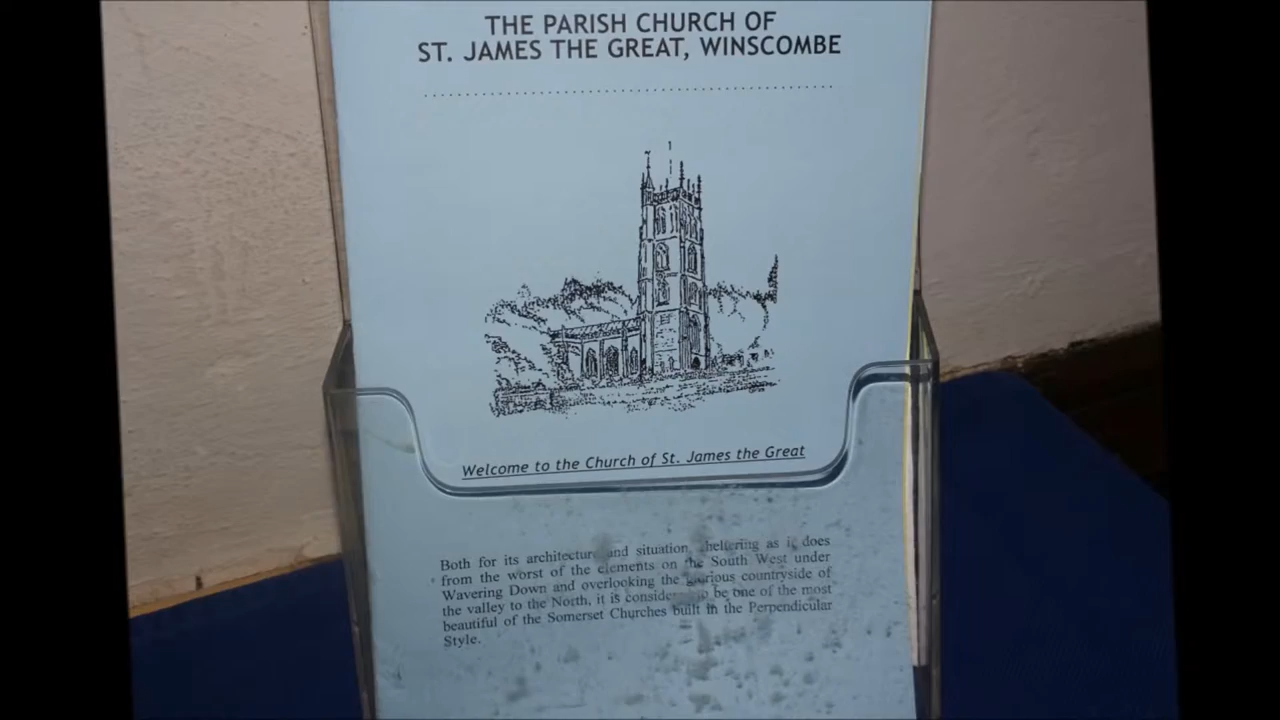 THE PARISH CHURCH OF
ST. JAMES THE GREAT, WINSCOMBE
Welcome to the Church of St. James the Great
Both for its architecture and situation, sheltering as it does
from the worst of the elements on the South West under
Wavering Down and overlooking the glorious countryside of
the valley to the North, it is considered to be one of the most
beautiful of the Somerset Churches built in the Perpendicular
Style.